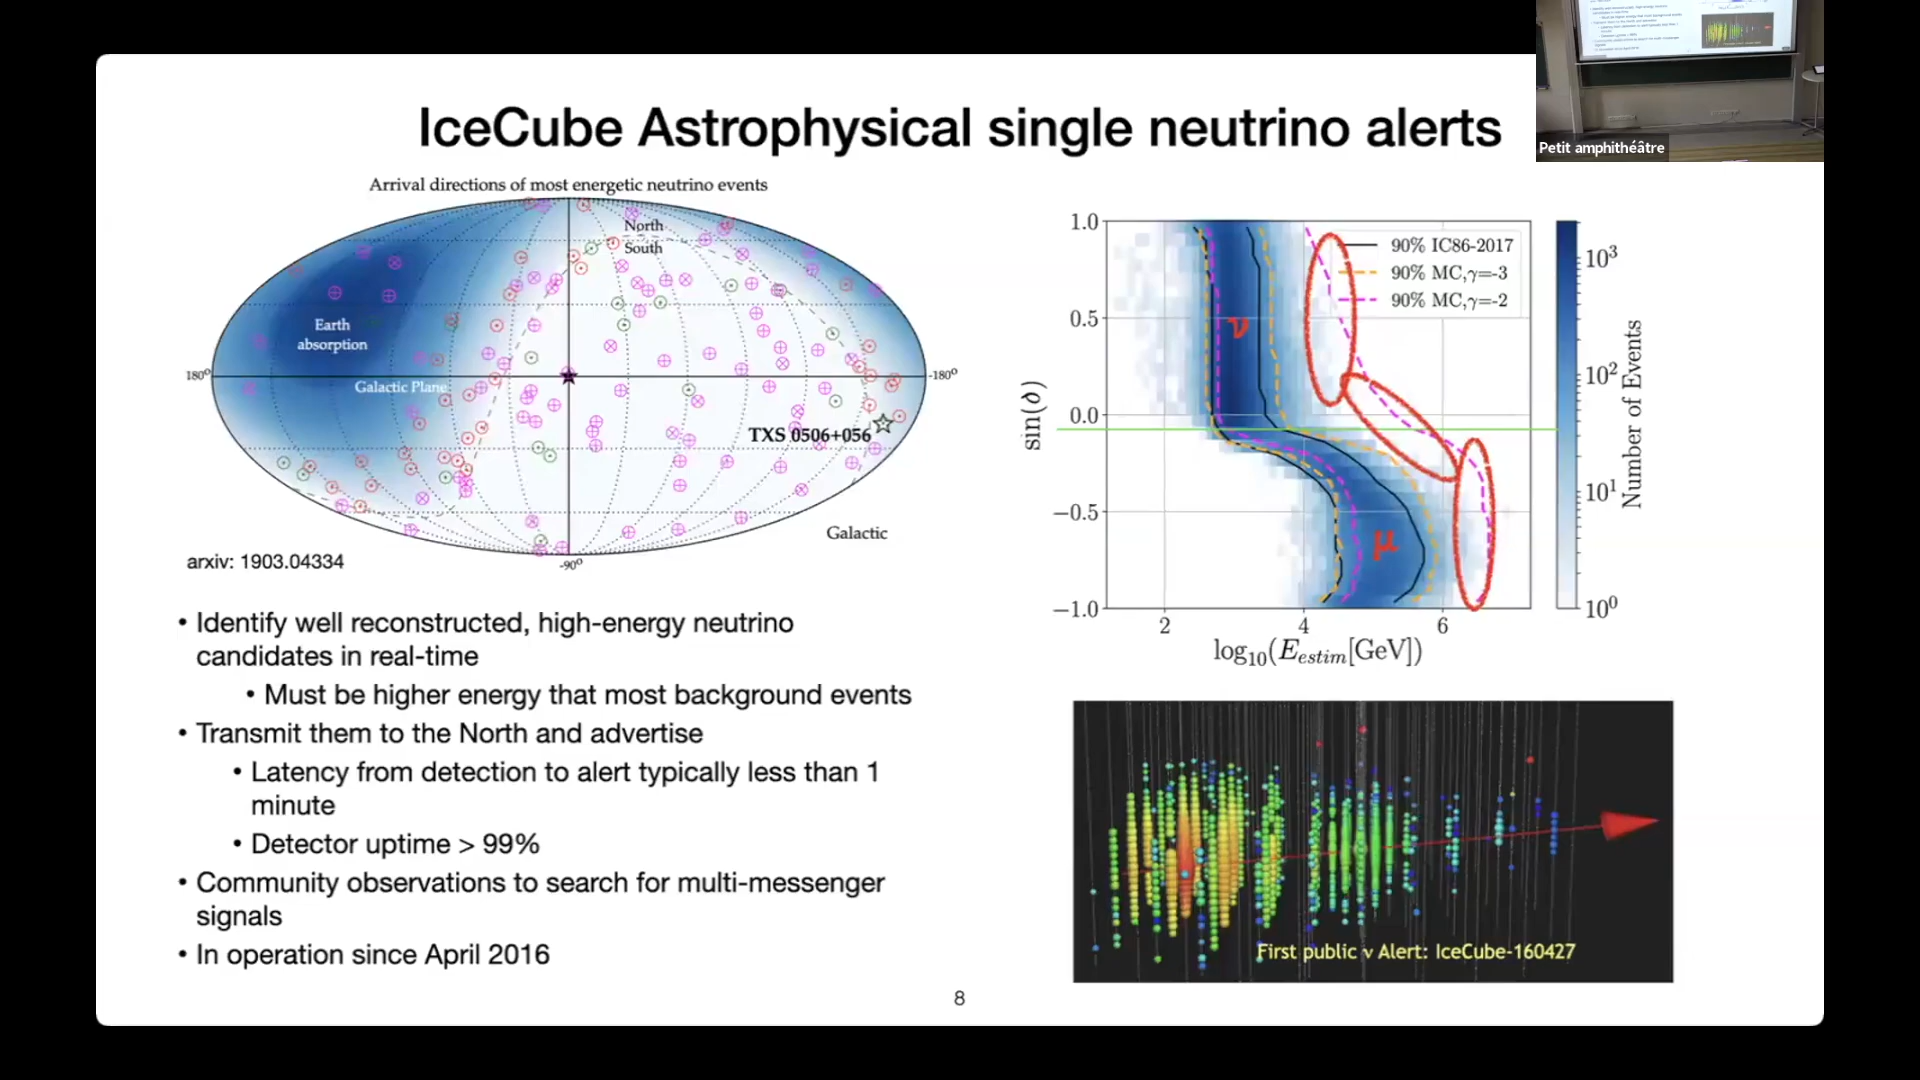 IceCube Astrophysical single neutrino alerts
Petit amphithéâtre
Arrival directions of most energetic neutrino events
North
South
Earth
absorption
180°
Galactic Plane
-180°
TXS 0506+056
Galactic
-90°
arxiv: 1903.04334
• Identify well reconstructed, high-energy neutrino
candidates in real-time
• Must be higher energy that most background events
• Transmit them to the North and advertise
• Latency from detection to alert typically less than 1
minute
• Detector uptime > 99%
• Community observations to search for multi-messenger
signals
• In operation since April 2016
1.0
0.5
0.0
−0.5
−1.0
sin(δ)
90% IC86-2017
90% MC,γ=-3
90% MC,γ=-2
ν
μ
2 4 6
log₁₀(E_estim[GeV])
10³
10²
10¹
10⁰
Number of Events
First public ν Alert: IceCube-160427
8